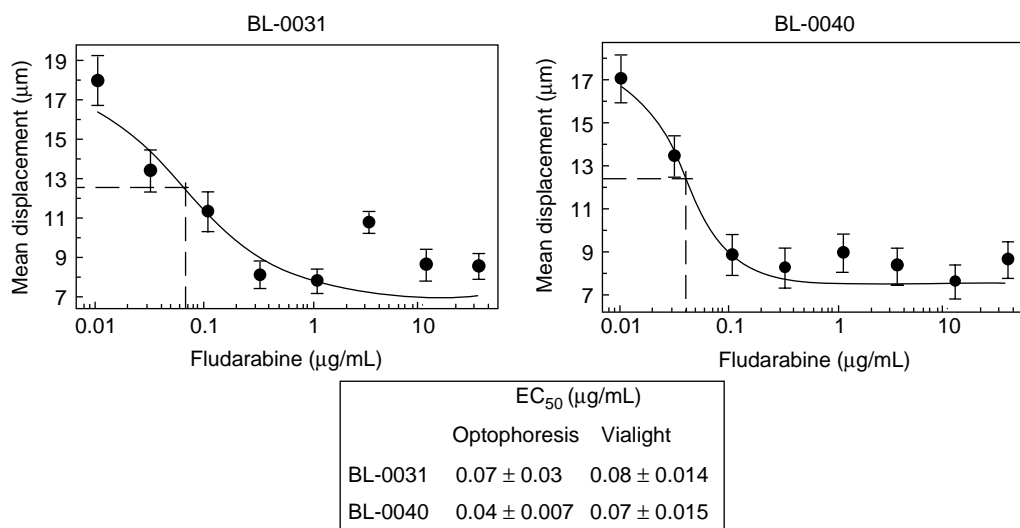 BL-0031
19
17
15
13
11
9
7
Mean displacement (μm)
0.01 0.1 1 10
Fludarabine (μg/mL)
BL-0040
17
15
13
11
9
7
Mean displacement (μm)
0.01 0.1 1 10
Fludarabine (μg/mL)
EC50 (μg/mL)
Optophoresis Vialight
BL-0031 0.07 ± 0.03 0.08 ± 0.014
BL-0040 0.04 ± 0.007 0.07 ± 0.015